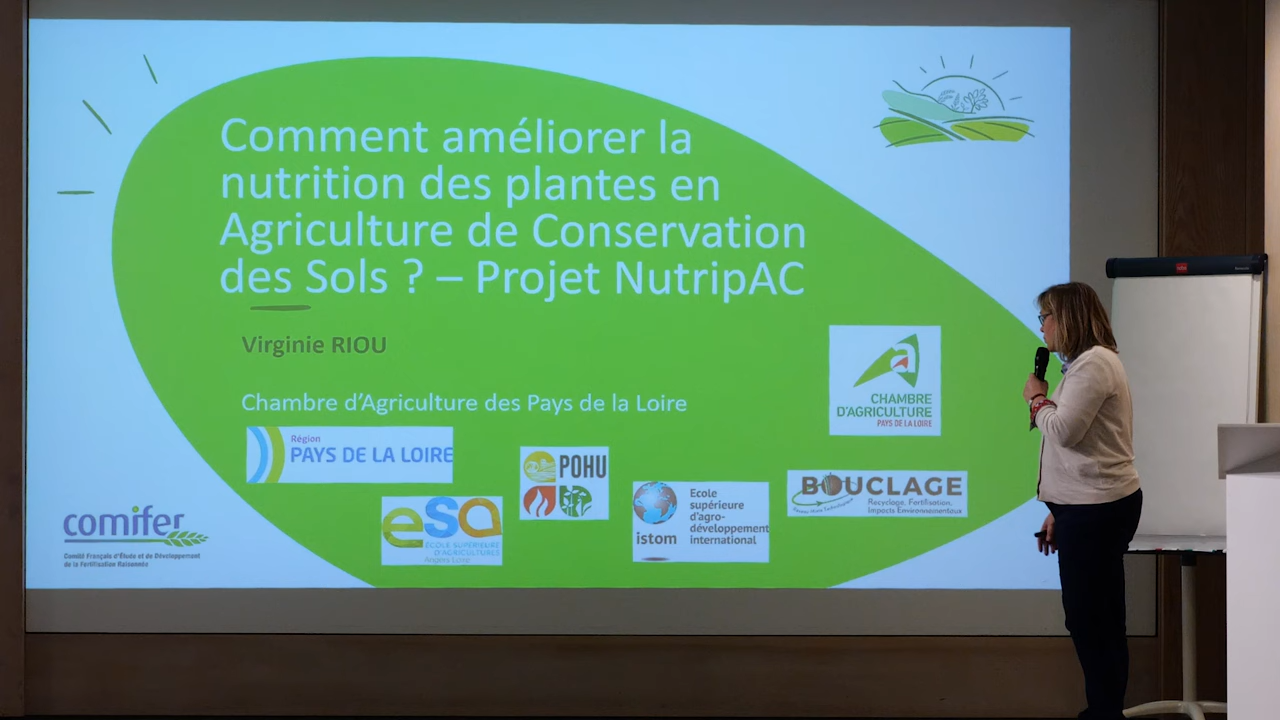 Comment améliorer la
nutrition des plantes en
Agriculture de Conservation
des Sols ? – Projet NutripAC
Virginie RIOU
Chambre d'Agriculture des Pays de la Loire
CHAMBRE
D'AGRICULTURE
PAYS DE LA LOIRE
Région
PAYS DE LA LOIRE
esa
ECOLE SUPÉRIEURE
D'AGRICULTURES
Angers Loire
POHU
istom
Ecole
supérieure
d'agro-
développement
international
BOUCLAGE
Recyclage, Fertilisation,
Impacts Environnementaux
comifer
Comité Français d'Étude et de Développement
de la Fertilisation Raisonnée